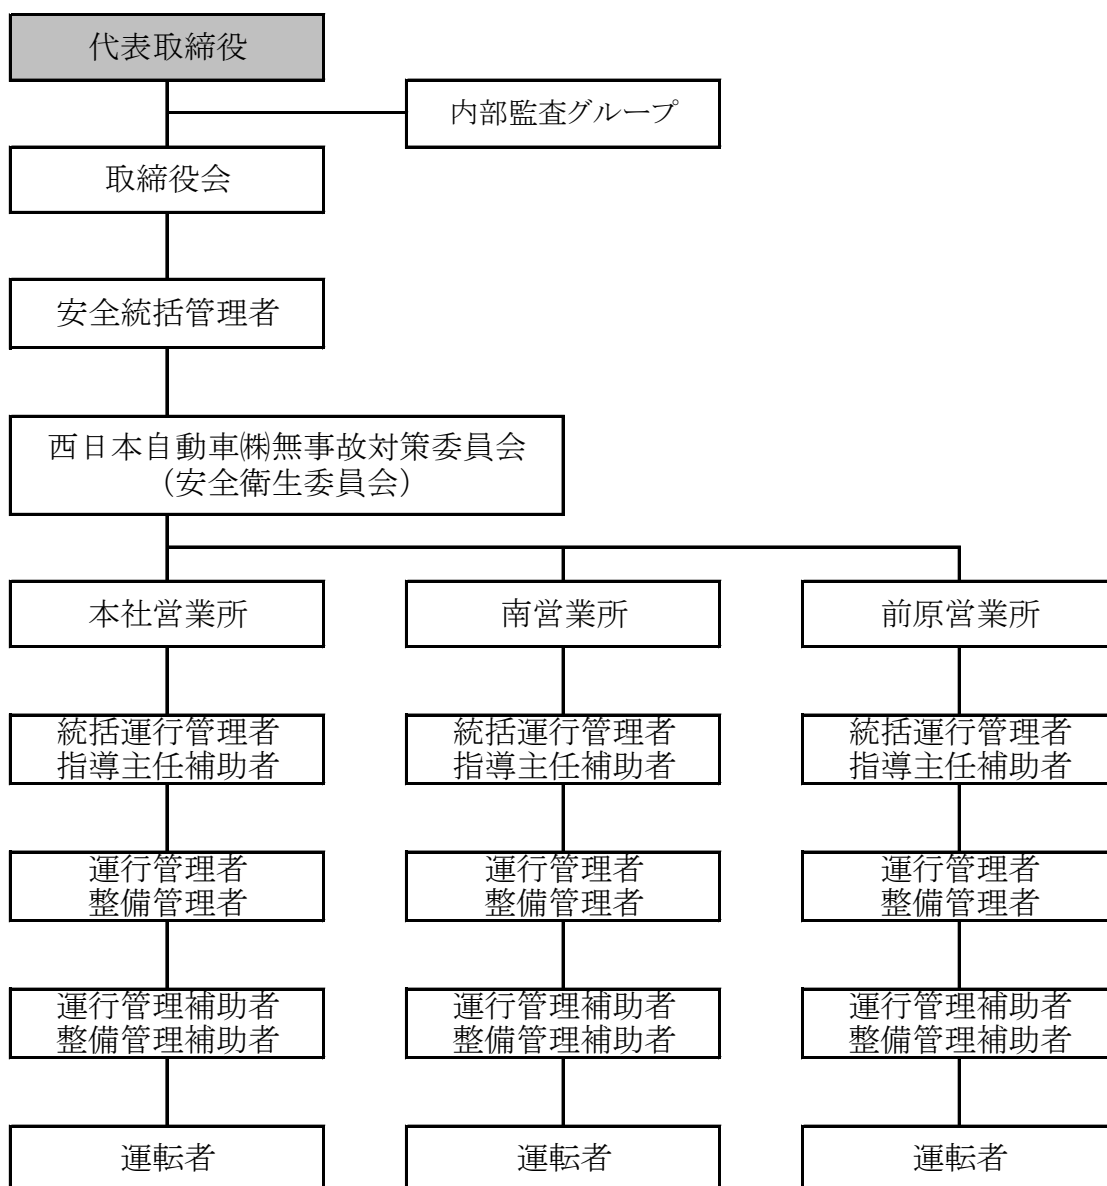 代表取締役
内部監査グループ
取締役会
安全統括管理者
西日本自動車㈱無事故対策委員会
（安全衛生委員会）
本社営業所
南営業所
前原営業所
統括運行管理者
指導主任補助者
統括運行管理者
指導主任補助者
統括運行管理者
指導主任補助者
運行管理者
整備管理者
運行管理者
整備管理者
運行管理者
整備管理者
運行管理補助者
整備管理補助者
運行管理補助者
整備管理補助者
運行管理補助者
整備管理補助者
運転者
運転者
運転者